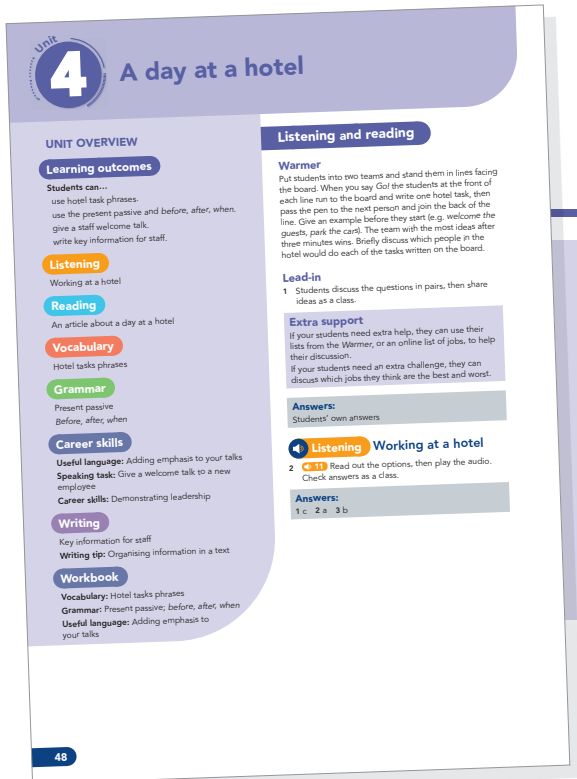 Unit
4
A day at a hotel
UNIT OVERVIEW
Learning outcomes
Students can...
use hotel task phrases.
use the present passive and before, after, when.
give a staff welcome talk.
write key information for staff.
Listening
Working at a hotel
Reading
An article about a day at a hotel
Vocabulary
Hotel tasks phrases
Grammar
Present passive
Before, after, when
Career skills
Useful language: Adding emphasis to your talks
Speaking task: Give a welcome talk to a new
employee
Career skills: Demonstrating leadership
Writing
Key information for staff
Writing tip: Organising information in a text
Workbook
Vocabulary: Hotel tasks phrases
Grammar: Present passive; before, after, when
Useful language: Adding emphasis to
your talks
Listening and reading
Warmer
Put students into two teams and stand them in lines facing
the board. When you say Go! the students at the front of
each line run to the board and write one hotel task, then
pass the pen to the next person and join the back of the
line. Give an example before they start (e.g. welcome the
guests, park the cars). The team with the most ideas after
three minutes wins. Briefly discuss which people in the
hotel would do each of the tasks written on the board.
Lead-in
1 Students discuss the questions in pairs, then share
ideas as a class.
Extra support
If your students need extra help, they can use their
lists from the Warmer, or an online list of jobs, to help
their discussion.
If your students need an extra challenge, they can
discuss which jobs they think are the best and worst.
Answers:
Students' own answers
Listening Working at a hotel
2 11 Read out the options, then play the audio.
Check answers as a class.
Answers:
1 c 2 a 3 b
48